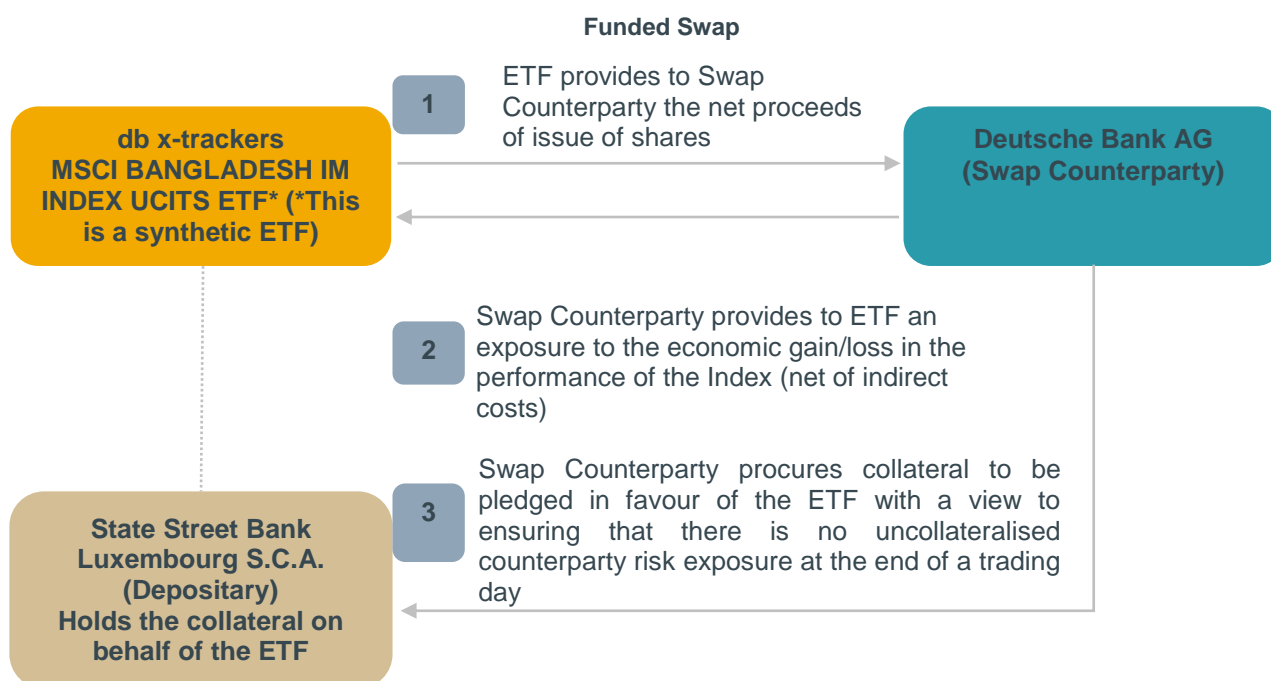 Funded Swap
1
ETF provides to Swap
Counterparty the net proceeds
of issue of shares
db x-trackers
MSCI BANGLADESH IM
INDEX UCITS ETF* (*This
is a synthetic ETF)
Deutsche Bank AG
(Swap Counterparty)
2
Swap Counterparty provides to ETF an
exposure to the economic gain/loss in the
performance of the Index (net of indirect
costs)
3
Swap Counterparty procures collateral to be
pledged in favour of the ETF with a view to
ensuring that there is no uncollateralised
counterparty risk exposure at the end of a trading
day
State Street Bank
Luxembourg S.C.A.
(Depositary)
Holds the collateral on
behalf of the ETF